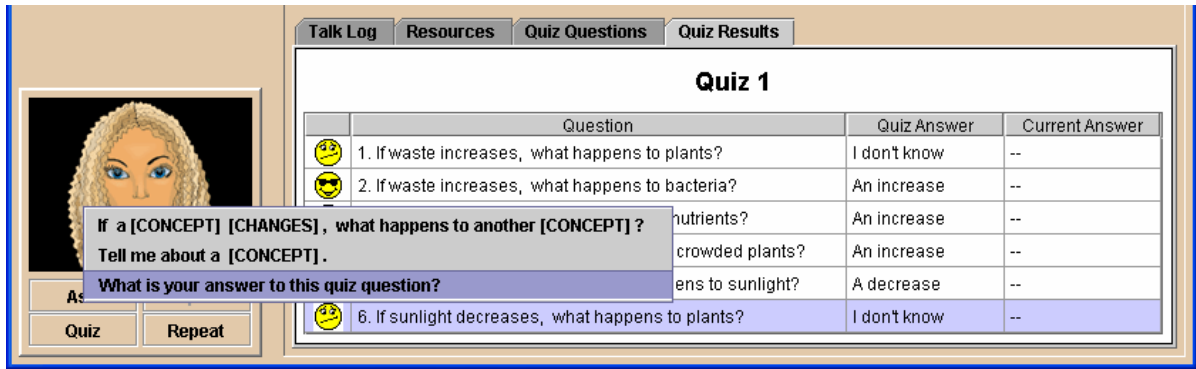 Talk Log Resources Quiz Questions Quiz Results
Quiz 1
Question Quiz Answer Current Answer
1. If waste increases, what happens to plants? I don't know --
2. If waste increases, what happens to bacteria? An increase --
nutrients? An increase --
crowded plants? An increase --
to sunlight? A decrease --
6. If sunlight decreases, what happens to plants? I don't know --
If a [CONCEPT] [CHANGES], what happens to another [CONCEPT]?
Tell me about a [CONCEPT].
What is your answer to this quiz question?
Quiz Repeat